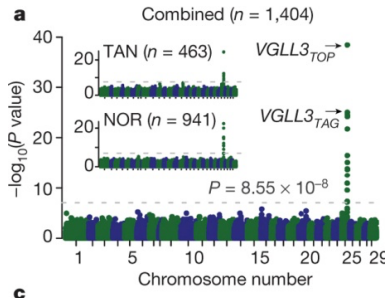 a
Combined (n = 1,404)
40
30
20
10
0
–log10(P value)
TAN (n = 463)
20
0
NOR (n = 941)
20
0
VGLL3TOP
VGLL3TAG
P = 8.55 × 10–8
1 5 10 15 20 25 29
Chromosome number
c